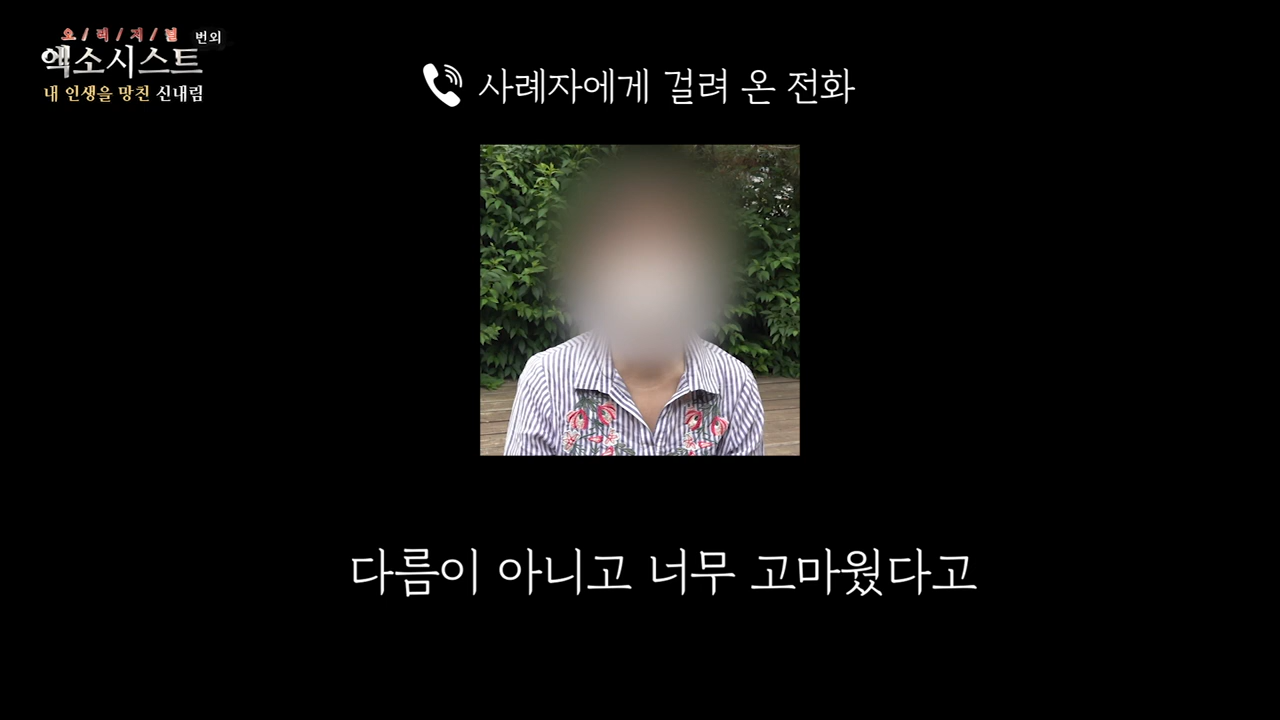 오/리/지/널 번외
엑소시스트
내 인생을 망친 신내림
사례자에게 걸려 온 전화
다름이 아니고 너무 고마웠다고